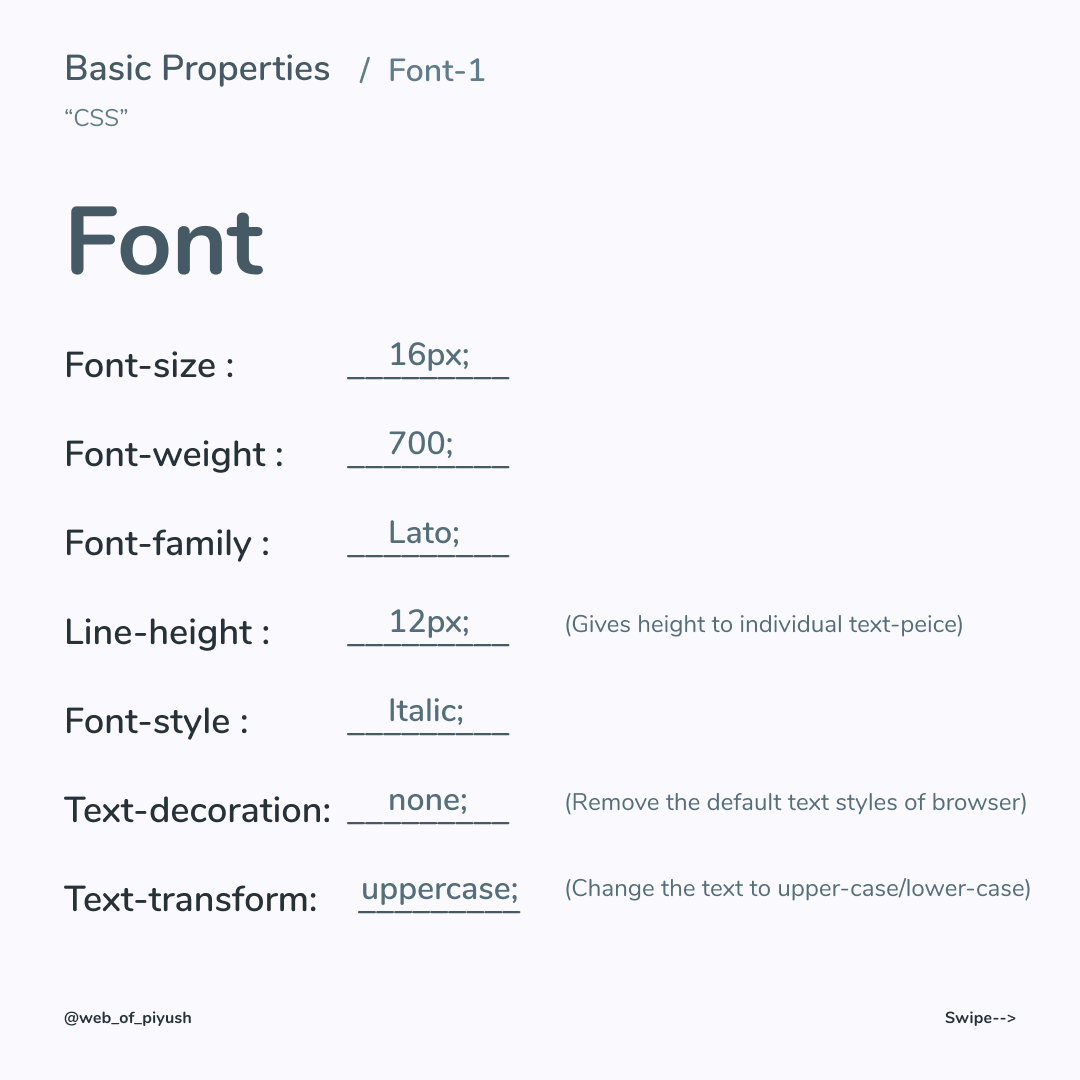 Basic Properties / Font-1
“CSS”
Font
Font-size : 16px;
Font-weight : 700;
Font-family : Lato;
Line-height : 12px; (Gives height to individual text-peice)
Font-style : Italic;
Text-decoration: none; (Remove the default text styles of browser)
Text-transform: uppercase; (Change the text to upper-case/lower-case)
@web_of_piyush Swipe-->